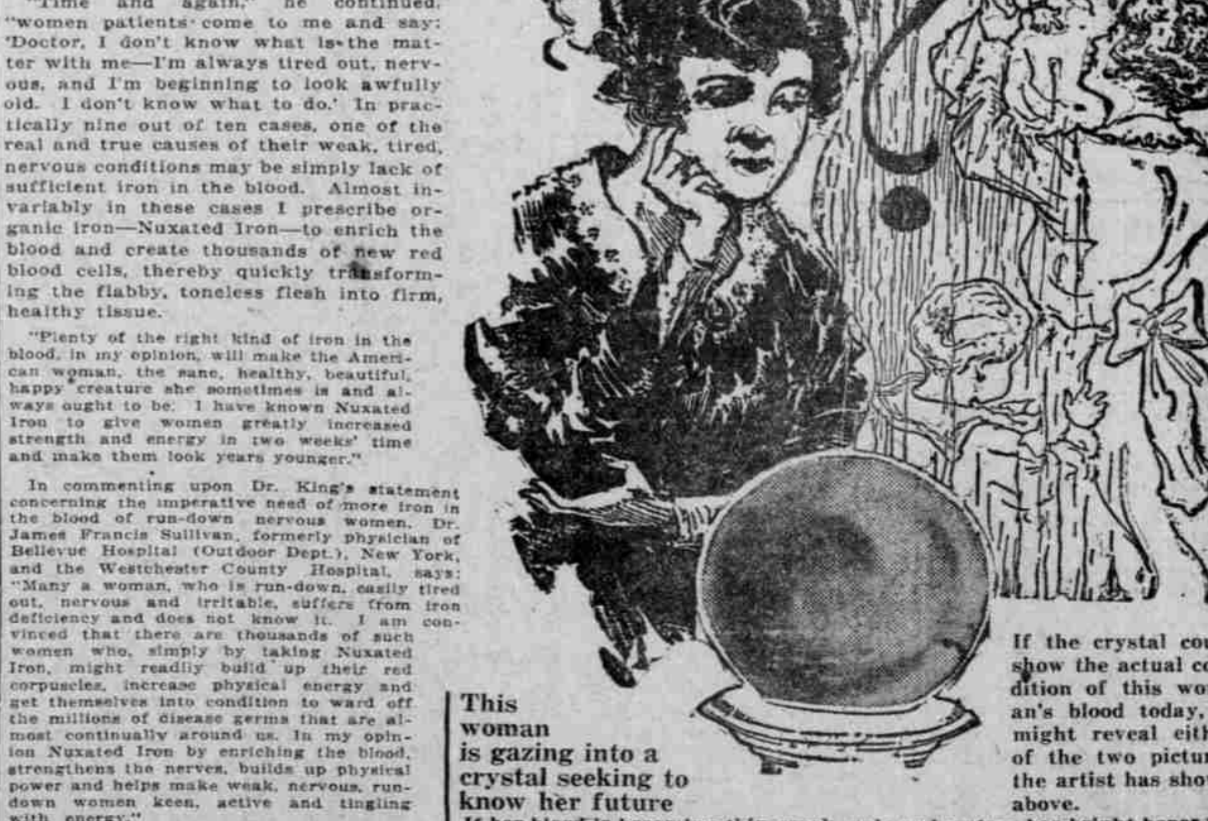 "Time and again," he continued,
"women patients come to me and say:
'Doctor, I don't know what is the mat-
ter with me—I'm always tired out, nerv-
ous, and I'm beginning to look awfully
old. I don't know what to do.' In prac-
tically nine out of ten cases, one of the
real and true causes of their weak, tired,
nervous conditions may be simply lack of
sufficient iron in the blood. Almost in-
variably in these cases I prescribe or-
ganic iron—Nuxated Iron—to enrich the
blood and create thousands of new red
blood cells, thereby quickly transform-
ing the flabby, toneless flesh into firm,
healthy tissue.
"Plenty of the right kind of iron in the
blood, in my opinion, will make the Ameri-
can woman, the sane, healthy, beautiful,
happy creature she sometimes is and al-
ways ought to be. I have known Nuxated
Iron to give women greatly increased
strength and energy in two weeks' time
and make them look years younger."
In commenting upon Dr. King's statement
concerning the imperative need of more iron in
the blood of run-down nervous women, Dr.
James Francis Sullivan, formerly physician of
Bellevue Hospital (Outdoor Dept.), New York,
and the Westchester County Hospital, says:
"Many a woman, who is run-down, easily tired
out, nervous and irritable, suffers from iron
deficiency and does not know it. I am con-
vinced that there are thousands of such
women who, simply by taking Nuxated
Iron, might readily build up their red
corpuscles, increase physical energy and
get themselves into condition to ward off
the millions of disease germs that are al-
most continually around us. In my opin-
ion Nuxated Iron by enriching the blood,
strengthens the nerves, builds up physical
power and helps make weak, nervous, run-
down women keen, active and tingling
with energy."
This
woman
is gazing into a
crystal seeking to
know her future
If the crystal cou
show the actual co
dition of this wo
an's blood today,
might reveal eith
of the two pictur
the artist has sho
above.